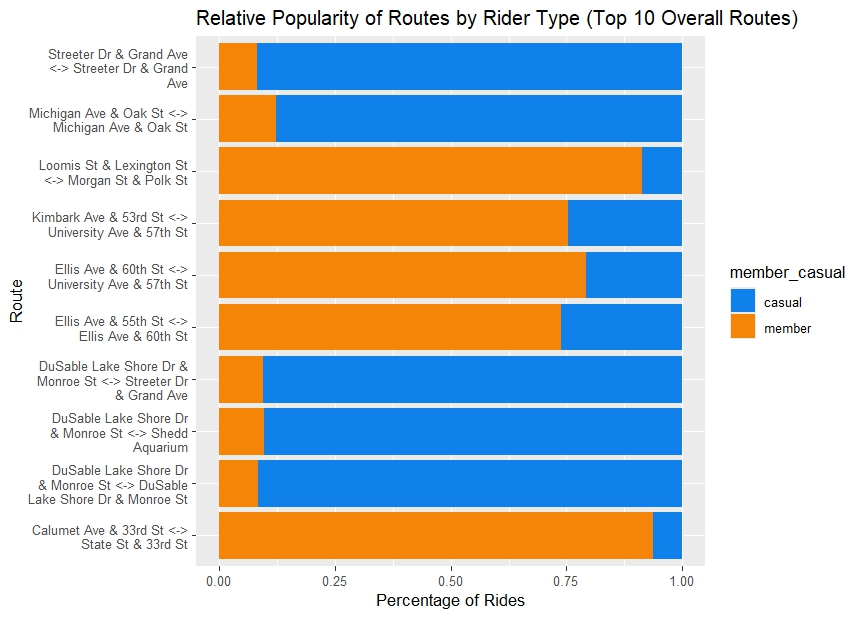 Relative Popularity of Routes by Rider Type (Top 10 Overall Routes)
Streeter Dr & Grand Ave
<-> Streeter Dr & Grand
Ave
Michigan Ave & Oak St <->
Michigan Ave & Oak St
Loomis St & Lexington St
<-> Morgan St & Polk St
Kimbark Ave & 53rd St <->
University Ave & 57th St
Ellis Ave & 60th St <->
University Ave & 57th St
Ellis Ave & 55th St <->
Ellis Ave & 60th St
DuSable Lake Shore Dr &
Monroe St <-> Streeter Dr
& Grand Ave
DuSable Lake Shore Dr
& Monroe St <-> Shedd
Aquarium
DuSable Lake Shore Dr
& Monroe St <-> DuSable
Lake Shore Dr & Monroe St
Calumet Ave & 33rd St <->
State St & 33rd St
Route
0.00 0.25 0.50 0.75 1.00
Percentage of Rides
member_casual
casual
member